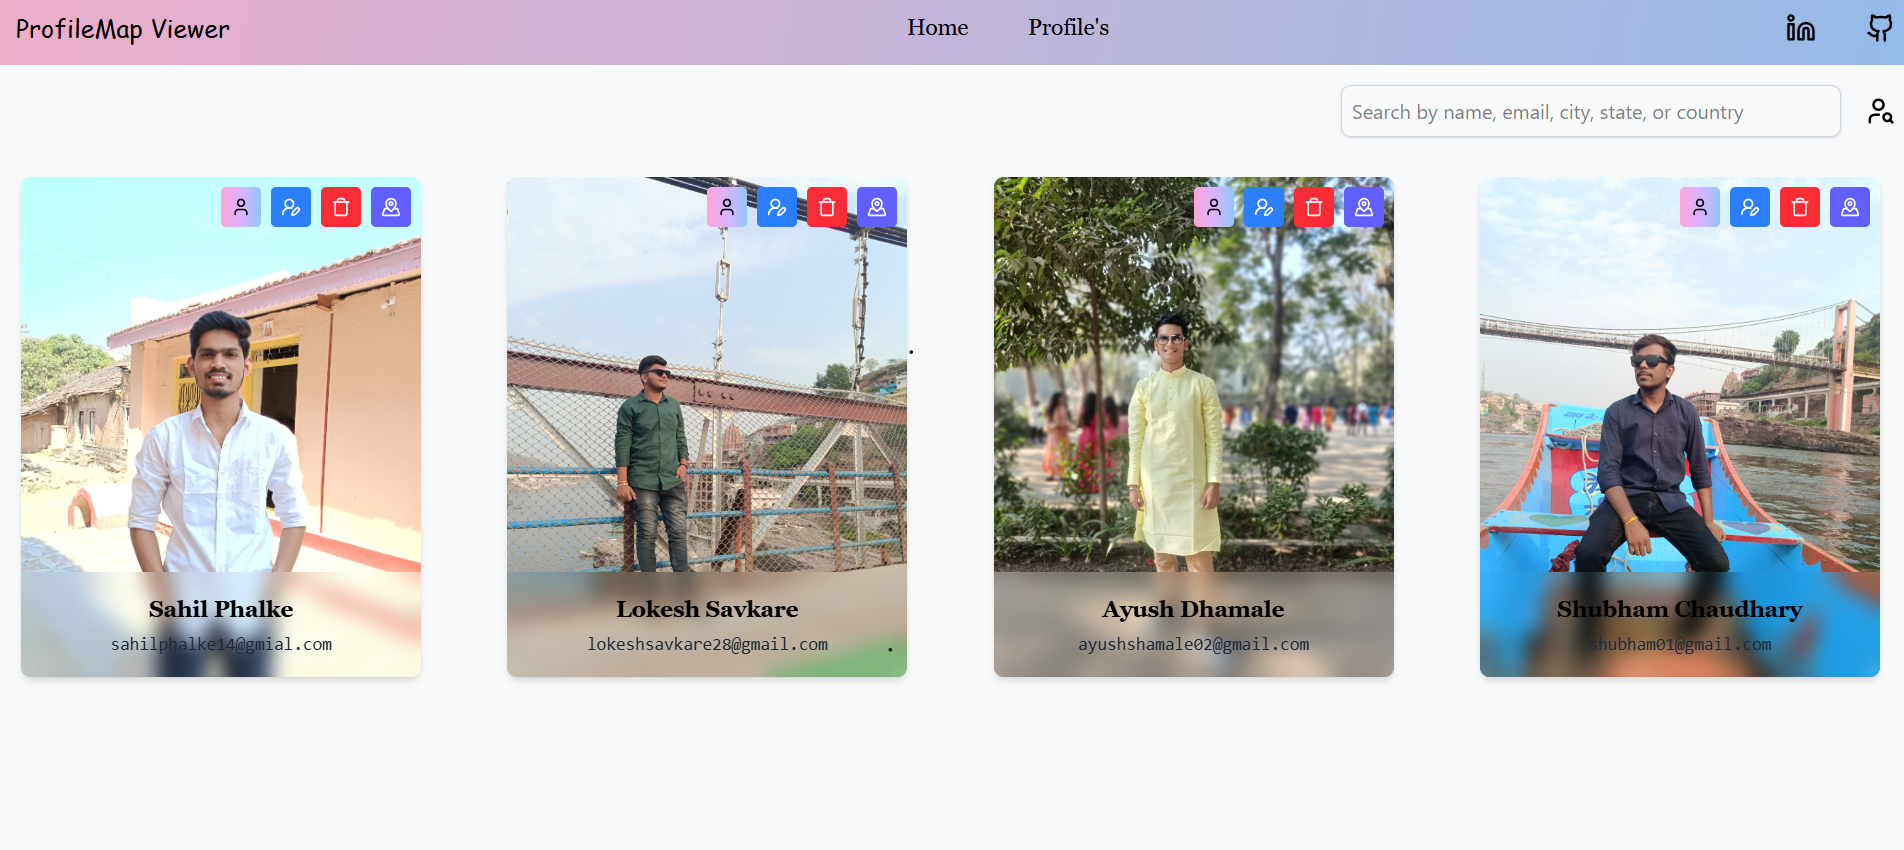 ProfileMap Viewer
Home
Profile's
Search by name, email, city, state, or country
Sahil Phalke
sahilphalke14@gmial.com
Lokesh Savkare
lokeshsavkare28@gmail.com
Ayush Dhamale
ayushshamale02@gmail.com
Shubham Chaudhary
shubham01@gmail.com